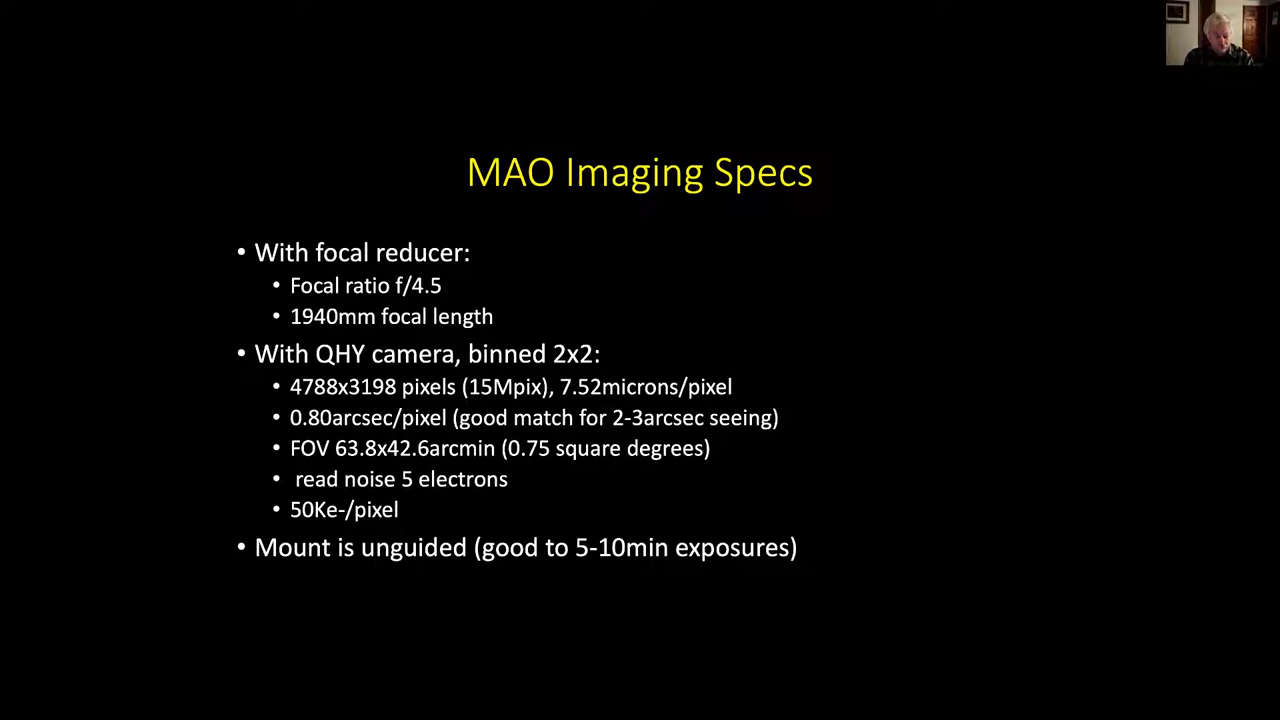 MAO Imaging Specs
• With focal reducer:
• Focal ratio f/4.5
• 1940mm focal length
• With QHY camera, binned 2x2:
• 4788x3198 pixels (15Mpix), 7.52microns/pixel
• 0.80arcsec/pixel (good match for 2-3arcsec seeing)
• FOV 63.8x42.6arcmin (0.75 square degrees)
• read noise 5 electrons
• 50Ke-/pixel
• Mount is unguided (good to 5-10min exposures)